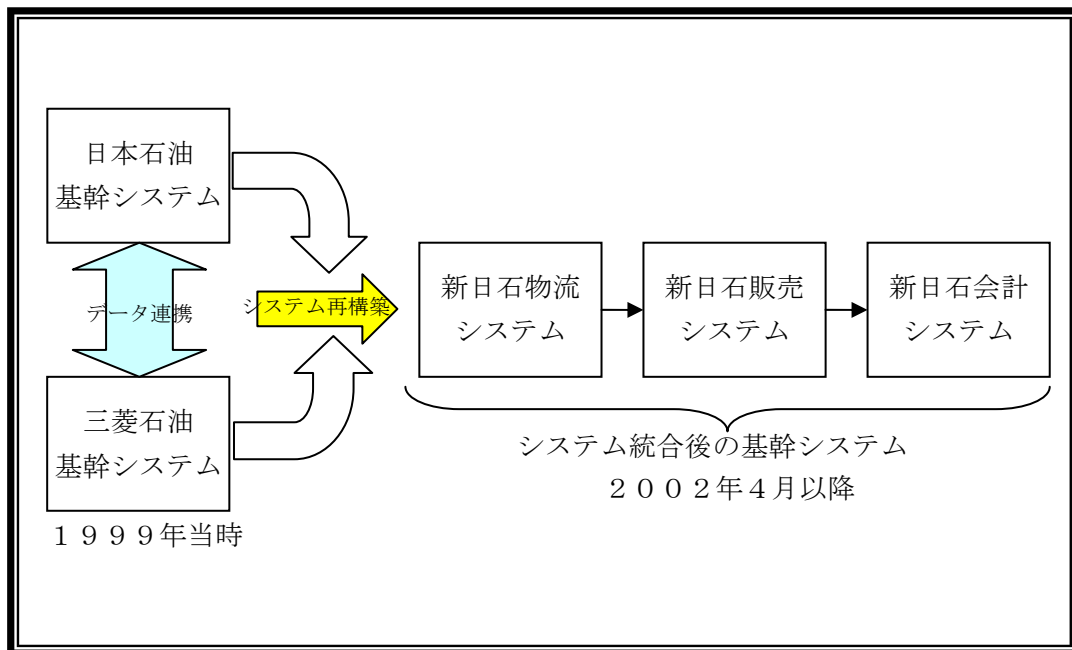 日本石油
基幹システム
データ連携
三菱石油
基幹システム
１９９９年当時
システム再構築
新日石物流
システム
新日石販売
システム
新日石会計
システム
システム統合後の基幹システム
２００２年４月以降